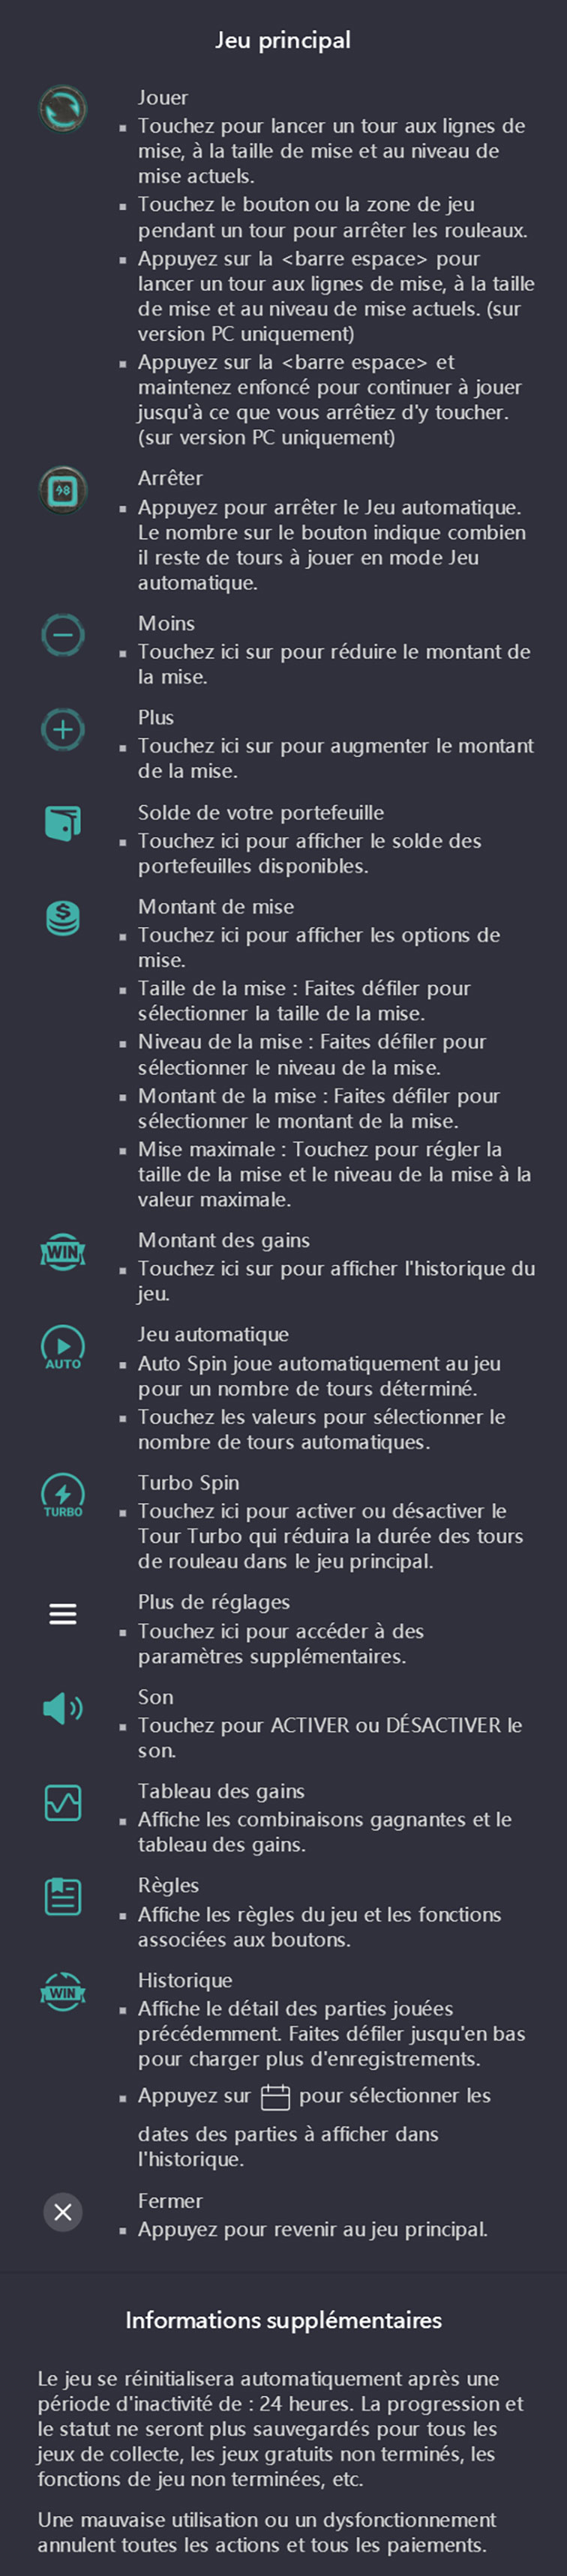 Jeu principal
Jouer
▪ Touchez pour lancer un tour aux lignes de
mise, à la taille de mise et au niveau de
mise actuels.
▪ Touchez le bouton ou la zone de jeu
pendant un tour pour arrêter les rouleaux.
▪ Appuyez sur la <barre espace> pour
lancer un tour aux lignes de mise, à la taille
de mise et au niveau de mise actuels. (sur
version PC uniquement)
▪ Appuyez sur la <barre espace> et
maintenez enfoncé pour continuer à jouer
jusqu'à ce que vous arrêtiez d'y toucher.
(sur version PC uniquement)
98
Arrêter
▪ Appuyez pour arrêter le Jeu automatique.
Le nombre sur le bouton indique combien
il reste de tours à jouer en mode Jeu
automatique.
Moins
▪ Touchez ici sur pour réduire le montant de
la mise.
Plus
▪ Touchez ici sur pour augmenter le montant
de la mise.
Solde de votre portefeuille
▪ Touchez ici pour afficher le solde des
portefeuilles disponibles.
Montant de mise
▪ Touchez ici pour afficher les options de
mise.
▪ Taille de la mise : Faites défiler pour
sélectionner la taille de la mise.
▪ Niveau de la mise : Faites défiler pour
sélectionner le niveau de la mise.
▪ Montant de la mise : Faites défiler pour
sélectionner le montant de la mise.
▪ Mise maximale : Touchez pour régler la
taille de la mise et le niveau de la mise à la
valeur maximale.
WIN
Montant des gains
▪ Touchez ici sur pour afficher l'historique du
jeu.
AUTO
Jeu automatique
▪ Auto Spin joue automatiquement au jeu
pour un nombre de tours déterminé.
▪ Touchez les valeurs pour sélectionner le
nombre de tours automatiques.
TURBO
Turbo Spin
▪ Touchez ici pour activer ou désactiver le
Tour Turbo qui réduira la durée des tours
de rouleau dans le jeu principal.
Plus de réglages
▪ Touchez ici pour accéder à des
paramètres supplémentaires.
Son
▪ Touchez pour ACTIVER ou DÉSACTIVER le
son.
Tableau des gains
▪ Affiche les combinaisons gagnantes et le
tableau des gains.
Règles
▪ Affiche les règles du jeu et les fonctions
associées aux boutons.
WIN
Historique
▪ Affiche le détail des parties jouées
précédemment. Faites défiler jusqu'en bas
pour charger plus d'enregistrements.
▪ Appuyez sur pour sélectionner les
dates des parties à afficher dans
l'historique.
Fermer
▪ Appuyez pour revenir au jeu principal.
Informations supplémentaires
Le jeu se réinitialisera automatiquement après une
période d'inactivité de : 24 heures. La progression et
le statut ne seront plus sauvegardés pour tous les
jeux de collecte, les jeux gratuits non terminés, les
fonctions de jeu non terminées, etc.
Une mauvaise utilisation ou un dysfonctionnement
annulent toutes les actions et tous les paiements.